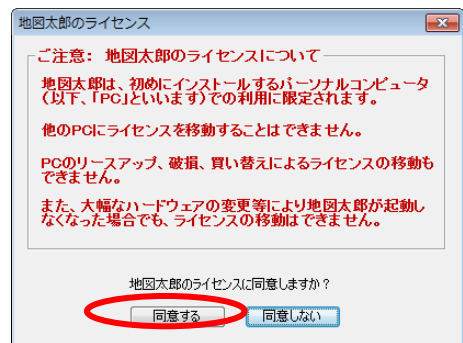 地図太郎のライセンス
ご注意: 地図太郎のライセンスについて
地図太郎は、初めにインストールするパーソナルコンピュータ
(以下、「PC」といいます)での利用に限定されます。
他のPCにライセンスを移動することはできません。
PCのリースアップ、破損、買い替えによるライセンスの移動も
できません。
また、大幅なハードウェアの変更等により地図太郎が起動し
なくなった場合でも、ライセンスの移動はできません。
地図太郎のライセンスに同意しますか?
同意する
同意しない